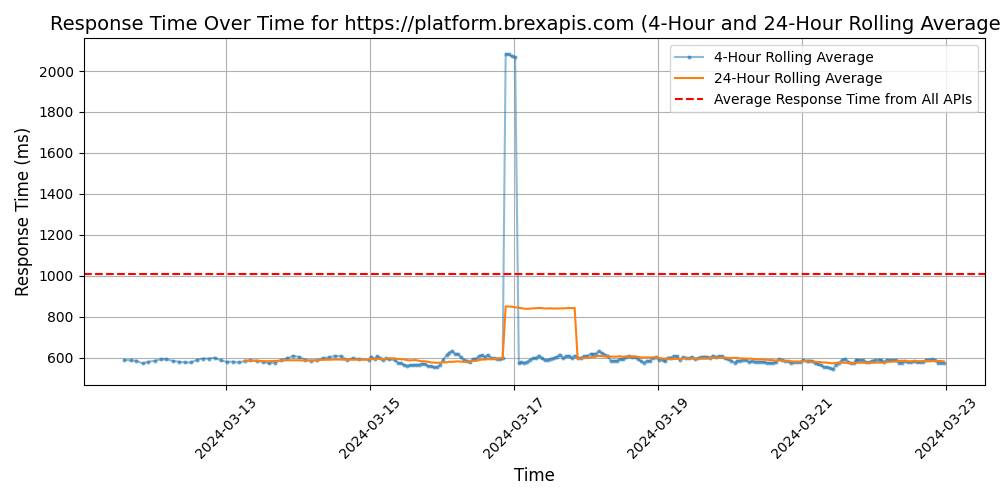 Response Time Over Time for https://platform.brexapis.com (4-Hour and 24-Hour Rolling Average
4-Hour Rolling Average
24-Hour Rolling Average
Average Response Time from All APIs
Response Time (ms)
2000
1800
1600
1400
1200
1000
800
600
2024-03-13
2024-03-15
2024-03-17
2024-03-19
2024-03-21
2024-03-23
Time